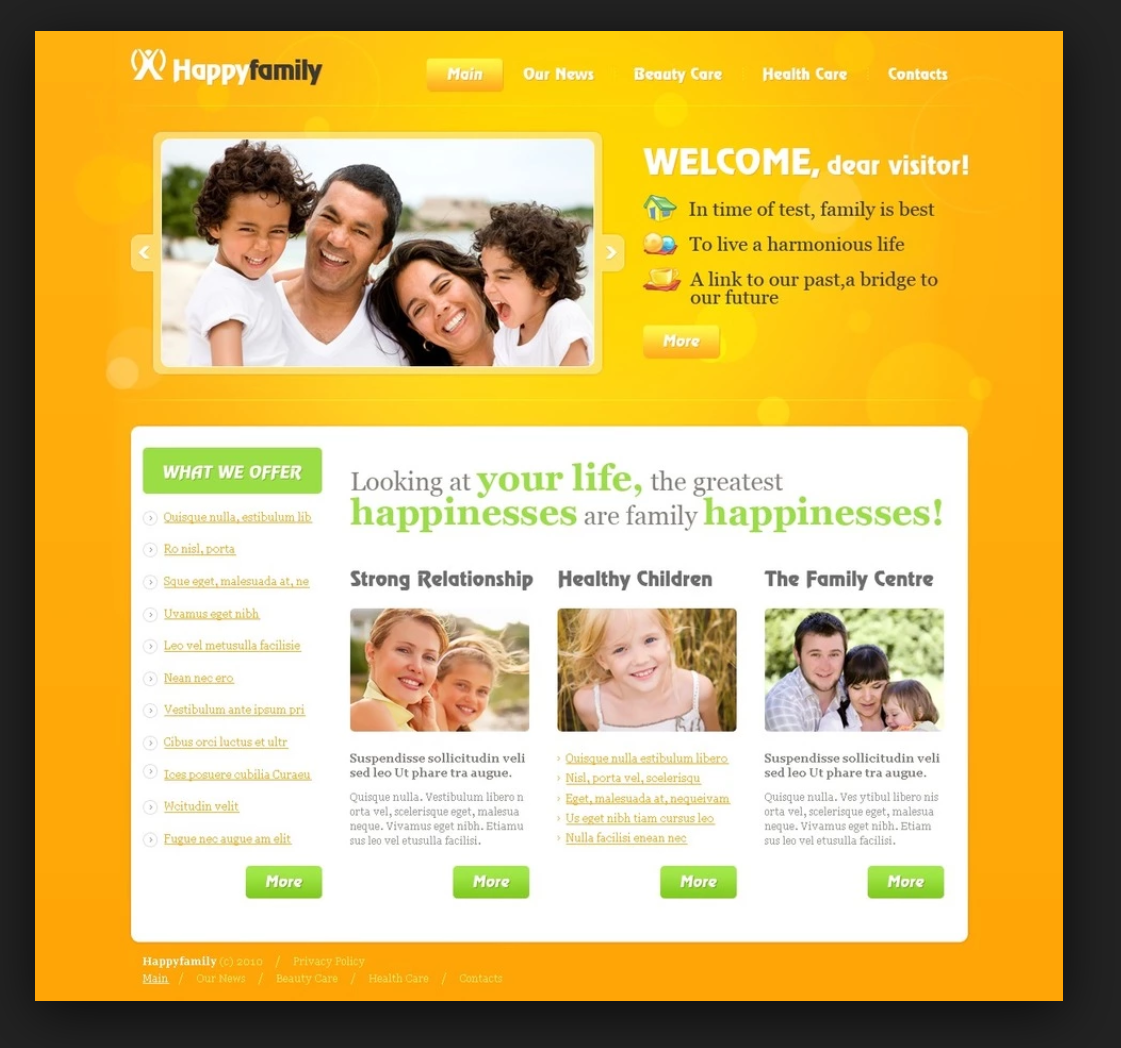 Happyfamily
Main
Our News
Beauty Care
Health Care
Contacts
WELCOME, dear visitor!
In time of test, family is best
To live a harmonious life
A link to our past,a bridge to
our future
More
WHAT WE OFFER
Quisque nulla, estibulum lib
Ro nisl, porta
Sque eget, malesuada at, ne
Uvamus eget nibh
Leo vel metusulla facilisie
Nean nec ero
Vestibulum ante ipsum pri
Cibus orci luctus et ultr
Ices posuere cubilia Curaeu
Wcitudin velit
Fugue nec augue am elit
More
Looking at your life, the greatest
happinesses are family happinesses!
Strong Relationship
Suspendisse sollicitudin veli
sed leo Ut phare tra augue.
Quisque nulla. Vestibulum libero n
orta vel, scelerisque eget, malesua
neque. Vivamus eget nibh. Etiamu
sus leo vel etusulla facilisi.
More
Healthy Children
Quisque nulla estibulum libero
Nisl, porta vel, scelerisqu
Eget, malesuada at, nequeivam
Us eget nibh tiam cursus leo
Nulla facilisi enean nec
More
The Family Centre
Suspendisse sollicitudin veli
sed leo Ut phare tra augue.
Quisque nulla. Ves ytibul libero nis
orta vel, scelerisque eget, malesua
neque. Vivamus eget nibh. Etiam
sus leo vel etusulla facilisi.
More
Happyfamily (c) 2010 / Privacy Policy
Main / Our News / Beauty Care / Health Care / Contacts